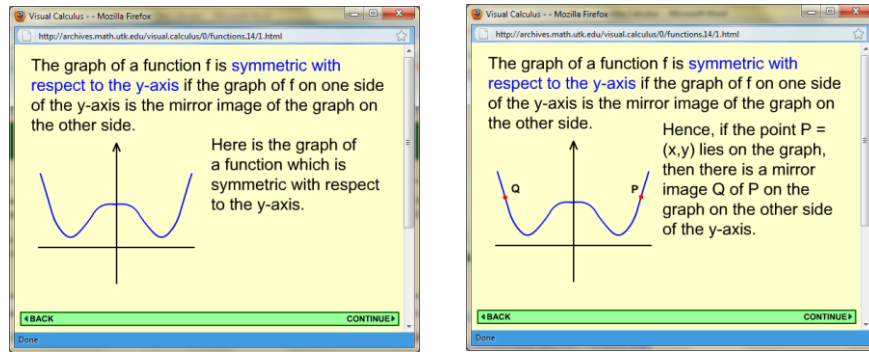 Visual Calculus - - Mozilla Firefox
http://archives.math.utk.edu/visual.calculus/0/functions.14/1.html
The graph of a function f is symmetric with
respect to the y-axis if the graph of f on one side
of the y-axis is the mirror image of the graph on
the other side.
Here is the graph of
a function which is
symmetric with respect
to the y-axis.
BACK
CONTINUE
Done
Visual Calculus - - Mozilla Firefox
http://archives.math.utk.edu/visual.calculus/0/functions.14/1.html
The graph of a function f is symmetric with
respect to the y-axis if the graph of f on one side
of the y-axis is the mirror image of the graph on
the other side.
Hence, if the point P =
(x,y) lies on the graph,
then there is a mirror
image Q of P on the
graph on the other side
of the y-axis.
Q
P
BACK
CONTINUE
Done